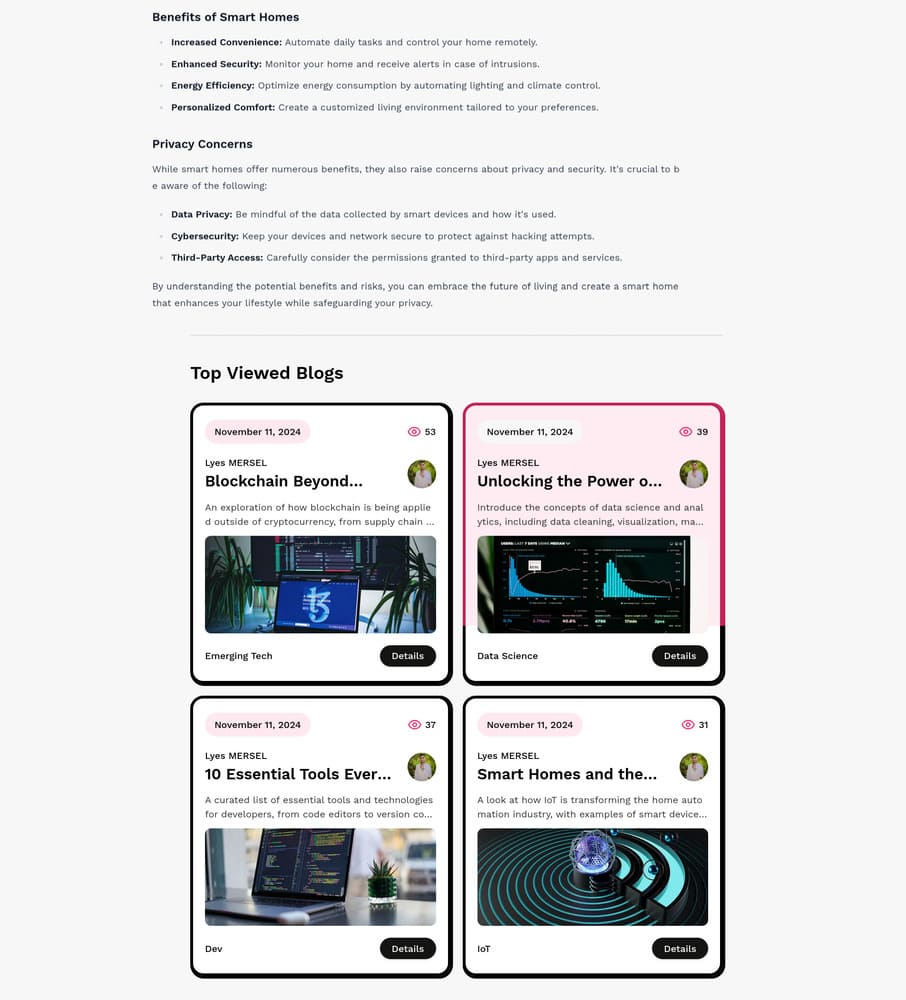 Benefits of Smart Homes
Increased Convenience: Automate daily tasks and control your home remotely.
Enhanced Security: Monitor your home and receive alerts in case of intrusions.
Energy Efficiency: Optimize energy consumption by automating lighting and climate control.
Personalized Comfort: Create a customized living environment tailored to your preferences.
Privacy Concerns
While smart homes offer numerous benefits, they also raise concerns about privacy and security. It's crucial to b
e aware of the following:
Data Privacy: Be mindful of the data collected by smart devices and how it's used.
Cybersecurity: Keep your devices and network secure to protect against hacking attempts.
Third-Party Access: Carefully consider the permissions granted to third-party apps and services.
By understanding the potential benefits and risks, you can embrace the future of living and create a smart home
that enhances your lifestyle while safeguarding your privacy.
Top Viewed Blogs
November 11, 2024
53
Lyes MERSEL
Blockchain Beyond...
An exploration of how blockchain is being applie
d outside of cryptocurrency, from supply chain ...
Emerging Tech
Details
November 11, 2024
39
Lyes MERSEL
Unlocking the Power o...
Introduce the concepts of data science and anal
ytics, including data cleaning, visualization, ma...
USERS: LAST 7 DAYS USING MEDIAN
Data Science
Details
November 11, 2024
37
Lyes MERSEL
10 Essential Tools Ever...
A curated list of essential tools and technologies
for developers, from code editors to version co...
Dev
Details
November 11, 2024
31
Lyes MERSEL
Smart Homes and the...
A look at how IoT is transforming the home auto
mation industry, with examples of smart device...
IoT
Details